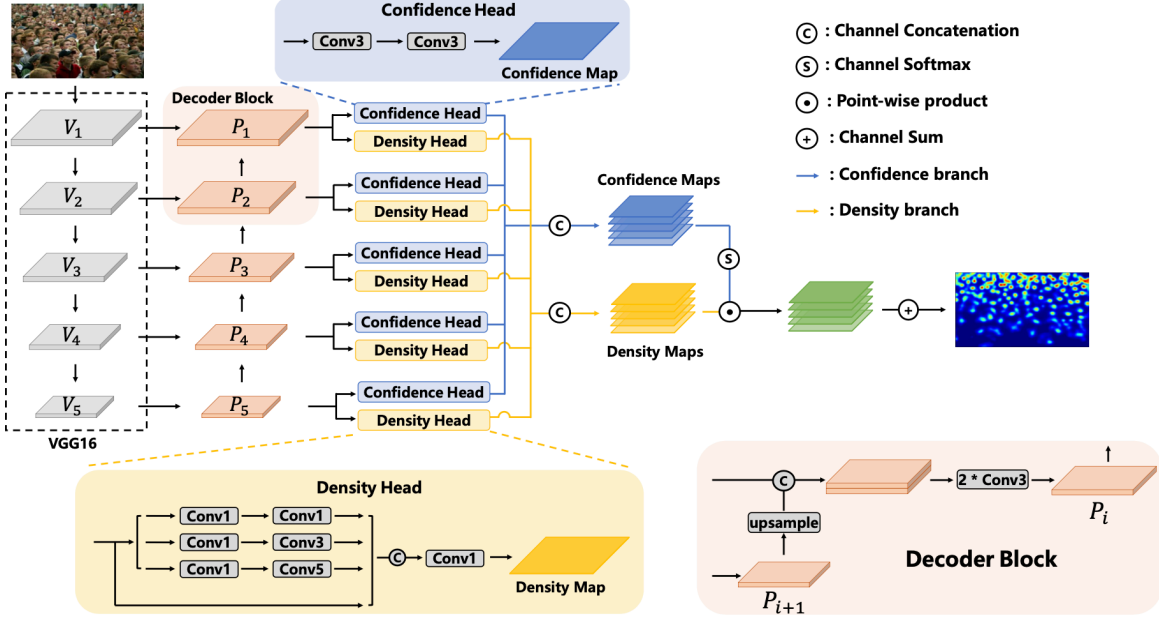 Confidence Head
Conv3
Conv3
Confidence Map
C : Channel Concatenation
S : Channel Softmax
: Point-wise product
+ : Channel Sum
: Confidence branch
: Density branch
Decoder Block
V1
P1
Confidence Head
Density Head
V2
P2
Confidence Head
Density Head
V3
P3
Confidence Head
Density Head
V4
P4
Confidence Head
Density Head
V5
P5
Confidence Head
Density Head
VGG16
C
Confidence Maps
S
C
Density Maps
+
Density Head
Conv1
Conv1
Conv1
Conv3
Conv1
Conv5
C
Conv1
Density Map
C
2 * Conv3
Pi
upsample
Pi+1
Decoder Block